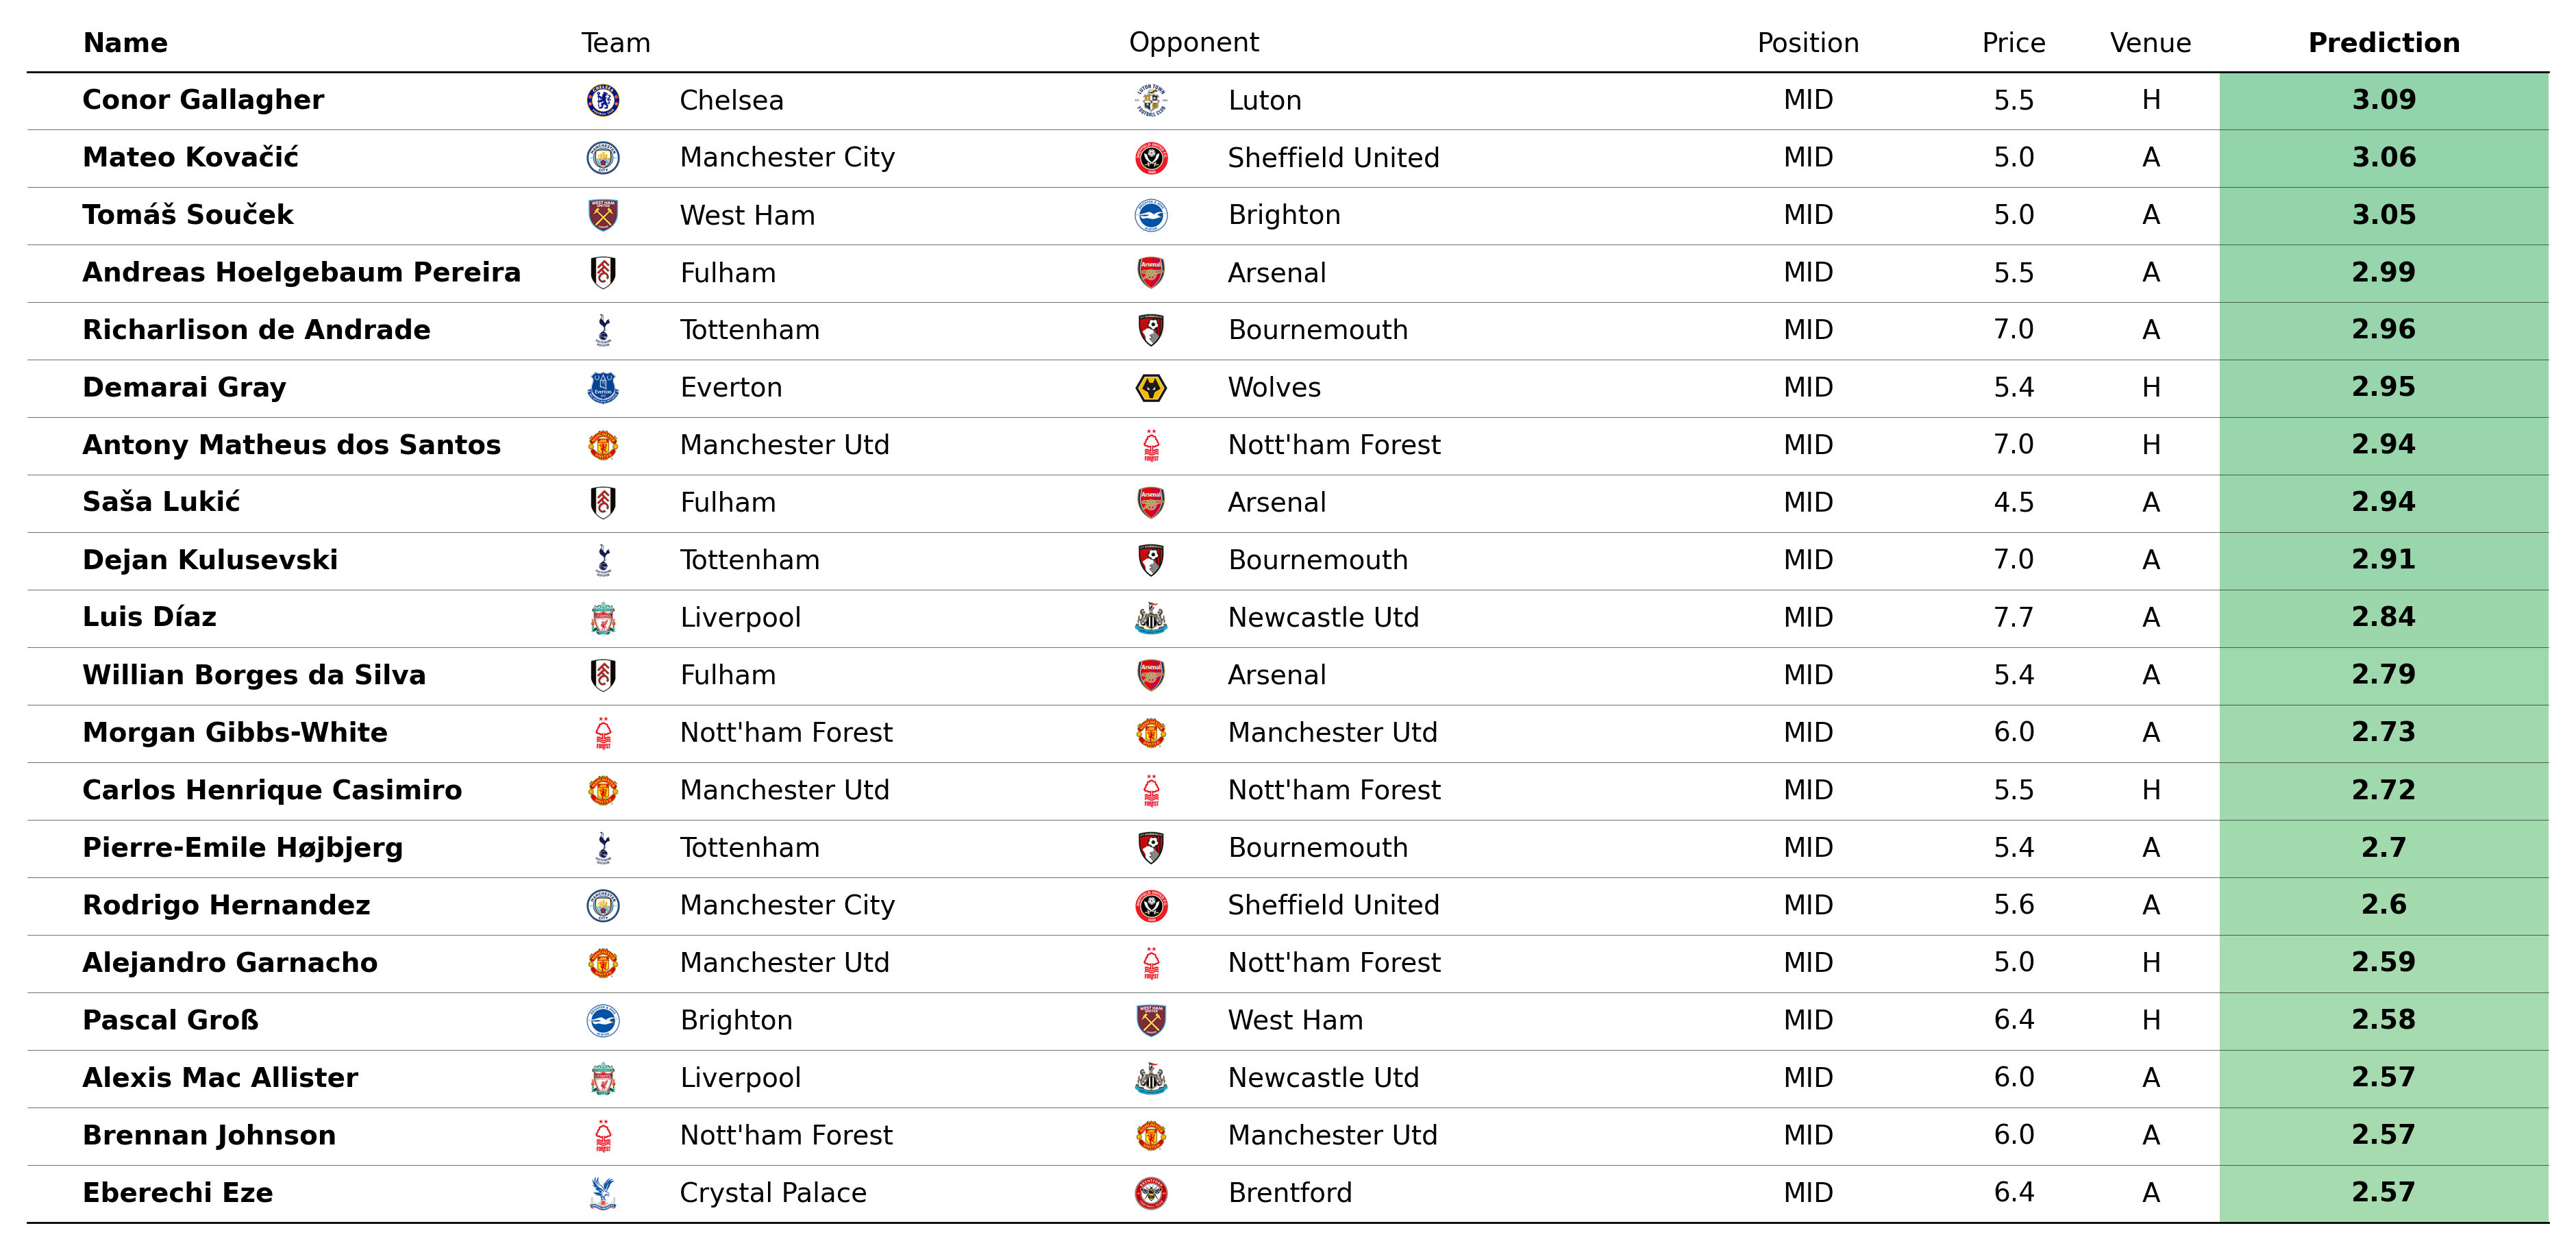 Name Team Opponent Position Price Venue Prediction
Conor Gallagher Chelsea Luton MID 5.5 H 3.09
Mateo Kovačić Manchester City Sheffield United MID 5.0 A 3.06
Tomáš Souček West Ham Brighton MID 5.0 A 3.05
Andreas Hoelgebaum Pereira Fulham Arsenal MID 5.5 A 2.99
Richarlison de Andrade Tottenham Bournemouth MID 7.0 A 2.96
Demarai Gray Everton Wolves MID 5.4 H 2.95
Antony Matheus dos Santos Manchester Utd Nott'ham Forest MID 7.0 H 2.94
Saša Lukić Fulham Arsenal MID 4.5 A 2.94
Dejan Kulusevski Tottenham Bournemouth MID 7.0 A 2.91
Luis Díaz Liverpool Newcastle Utd MID 7.7 A 2.84
Willian Borges da Silva Fulham Arsenal MID 5.4 A 2.79
Morgan Gibbs-White Nott'ham Forest Manchester Utd MID 6.0 A 2.73
Carlos Henrique Casimiro Manchester Utd Nott'ham Forest MID 5.5 H 2.72
Pierre-Emile Højbjerg Tottenham Bournemouth MID 5.4 A 2.7
Rodrigo Hernandez Manchester City Sheffield United MID 5.6 A 2.6
Alejandro Garnacho Manchester Utd Nott'ham Forest MID 5.0 H 2.59
Pascal Groß Brighton West Ham MID 6.4 H 2.58
Alexis Mac Allister Liverpool Newcastle Utd MID 6.0 A 2.57
Brennan Johnson Nott'ham Forest Manchester Utd MID 6.0 A 2.57
Eberechi Eze Crystal Palace Brentford MID 6.4 A 2.57